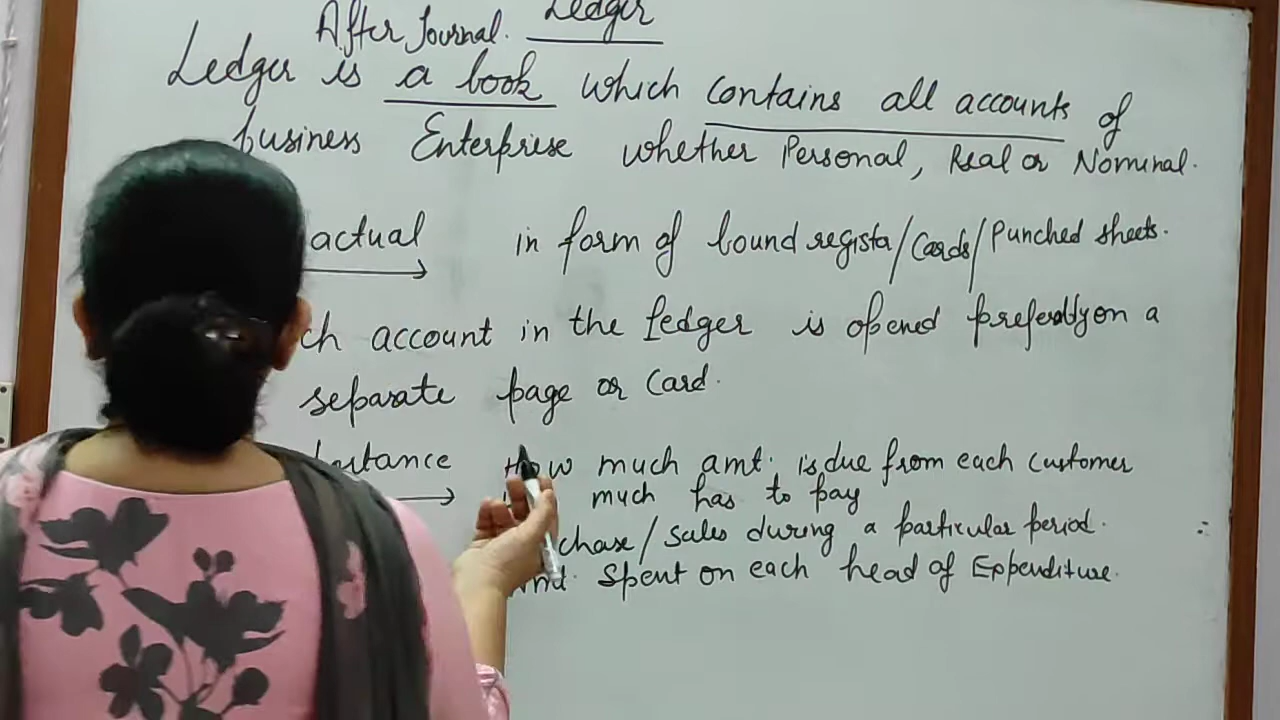 After Journal. Ledger
Ledger is a book which contains all accounts of
business Enterprise whether Personal, Real or Nominal.
actual in form of bound register/Cards/Punched sheets.
ch account in the ledger is opened preferably on a
separate page or Card.
How much amt. is due from each customer
much has to pay
chase/Sales during a particular period.
Spent on each head of Expenditure.